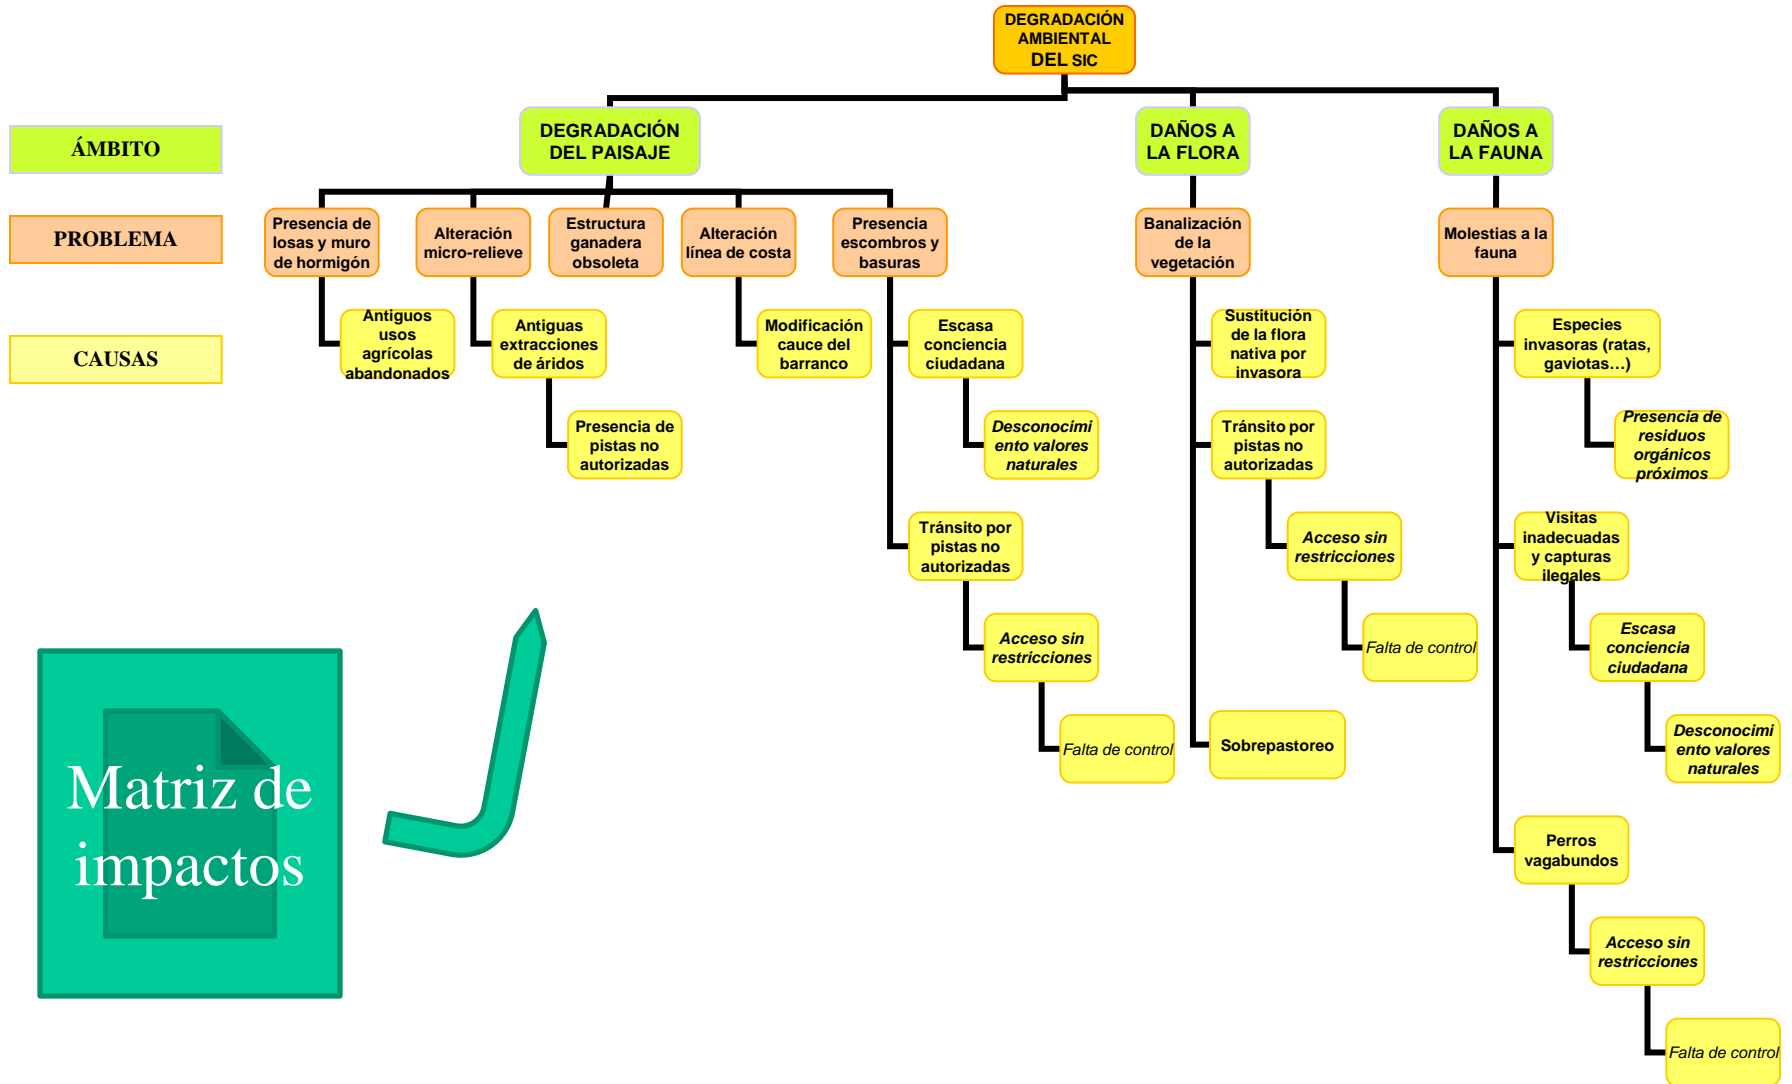 DEGRADACIÓN
AMBIENTAL
DEL SIC
ÁMBITO
DEGRADACIÓN
DEL PAISAJE
DAÑOS A
LA FLORA
DAÑOS A
LA FAUNA
PROBLEMA
Presencia de
losas y muro
de hormigón
Alteración
micro-relieve
Estructura
ganadera
obsoleta
Alteración
línea de costa
Presencia
escombros y
basuras
Banalización
de la
vegetación
Molestias a la
fauna
CAUSAS
Antiguos
usos
agrícolas
abandonados
Antiguas
extracciones
de áridos
Modificación
cauce del
barranco
Escasa
conciencia
ciudadana
Sustitución
de la flora
nativa por
invasora
Especies
invasoras (ratas,
gaviotas…)
Presencia de
pistas no
autorizadas
Desconocimi
ento valores
naturales
Tránsito por
pistas no
autorizadas
Presencia de
residuos
orgánicos
próximos
Tránsito por
pistas no
autorizadas
Acceso sin
restricciones
Visitas
inadecuadas
y capturas
ilegales
Acceso sin
restricciones
Falta de control
Escasa
conciencia
ciudadana
Falta de control
Sobrepastoreo
Desconocimi
ento valores
naturales
Matriz de
impactos
Perros
vagabundos
Acceso sin
restricciones
Falta de control